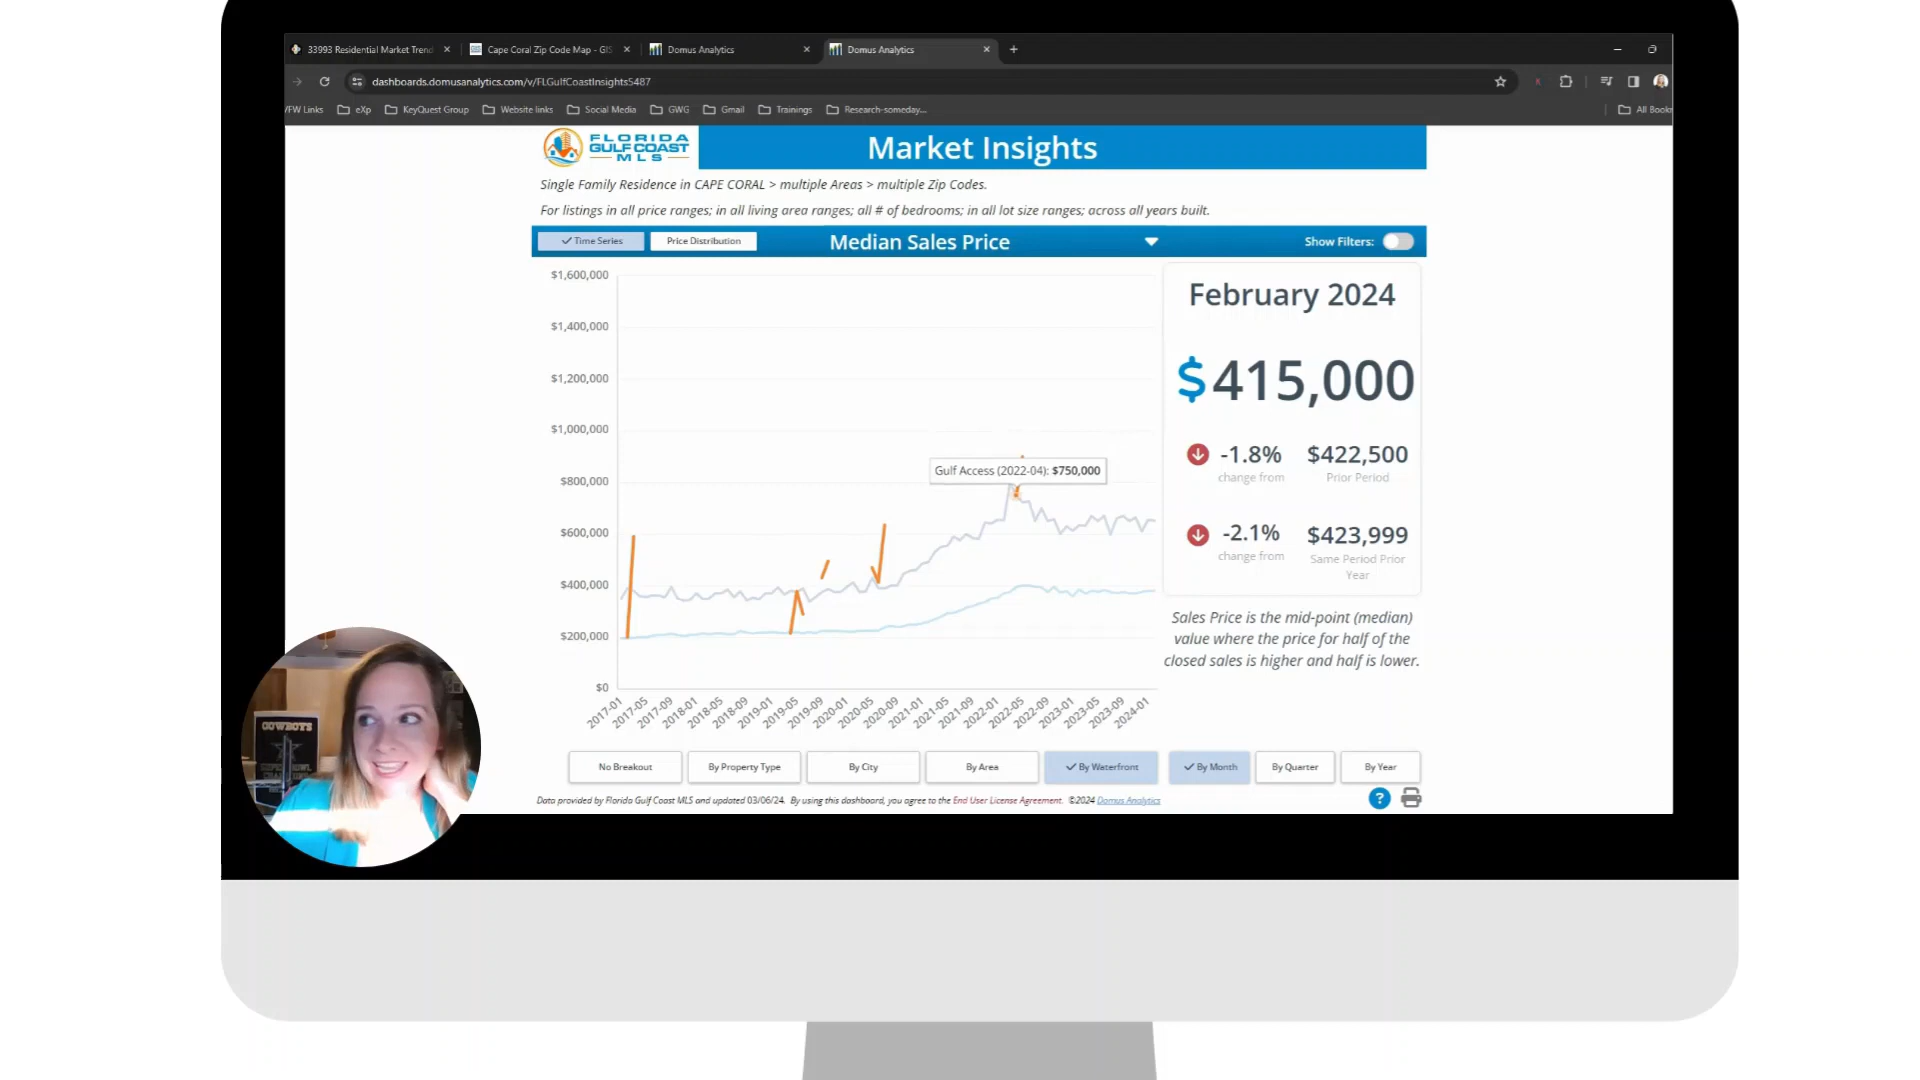 33993 Residential Market Trend
Cape Coral Zip Code Map - GIS
Domus Analytics
Domus Analytics
dashboards.domusanalytics.com/v/FLGulfCoastInsights5487
/FW Links
eXp
KeyQuest Group
Website links
Social Media
GWG
Gmail
Trainings
Research-someday...
All Book
FLORIDA
GULF COAST
MLS
Market Insights
Single Family Residence in CAPE CORAL > multiple Areas > multiple Zip Codes.
For listings in all price ranges; in all living area ranges; all # of bedrooms; in all lot size ranges; across all years built.
Time Series
Price Distribution
Median Sales Price
Show Filters:
$1,600,000
$1,400,000
$1,200,000
$1,000,000
$800,000
$600,000
$400,000
$200,000
$0
Gulf Access (2022-04): $750,000
2017-01
2017-05
2017-09
2018-01
2018-05
2018-09
2019-01
2019-05
2019-09
2020-01
2020-05
2020-09
2021-01
2021-05
2021-09
2022-01
2022-05
2022-09
2023-01
2023-05
2023-09
2024-01
February 2024
$415,000
-1.8% $422,500
change from Prior Period
-2.1% $423,999
change from Same Period Prior
Year
Sales Price is the mid-point (median)
value where the price for half of the
closed sales is higher and half is lower.
No Breakout
By Property Type
By City
By Area
By Waterfront
By Month
By Quarter
By Year
Data provided by Florida Gulf Coast MLS and updated 03/06/24. By using this dashboard, you agree to the End User License Agreement. ©2024 Domus Analytics
?
COWBOYS